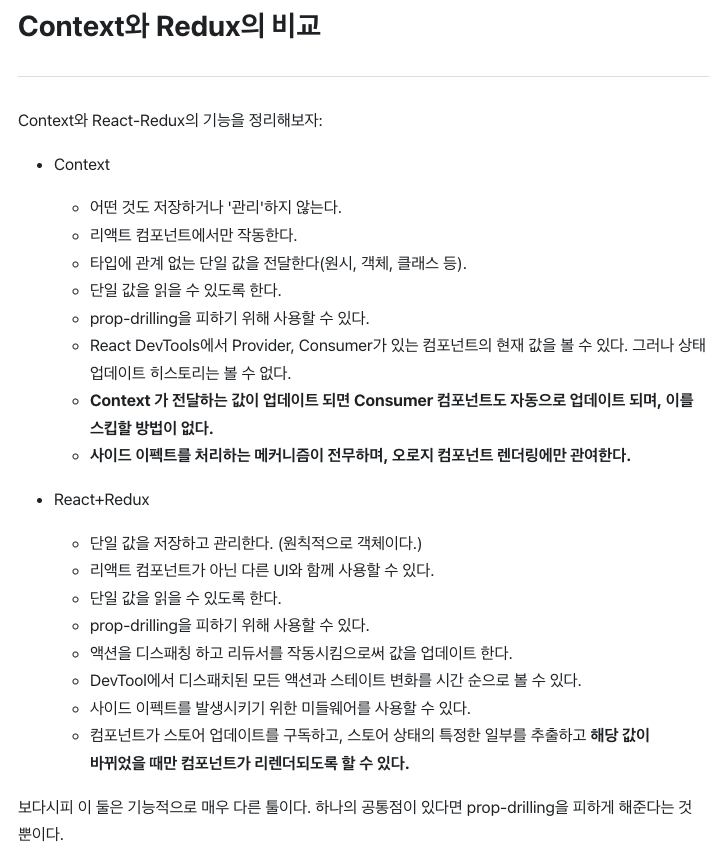 Context와 Redux의 비교
Context와 React-Redux의 기능을 정리해보자:
Context
어떤 것도 저장하거나 '관리'하지 않는다.
리액트 컴포넌트에서만 작동한다.
타입에 관계 없는 단일 값을 전달한다(원시, 객체, 클래스 등).
단일 값을 읽을 수 있도록 한다.
prop-drilling을 피하기 위해 사용할 수 있다.
React DevTools에서 Provider, Consumer가 있는 컴포넌트의 현재 값을 볼 수 있다. 그러나 상태
업데이트 히스토리는 볼 수 없다.
Context 가 전달하는 값이 업데이트 되면 Consumer 컴포넌트도 자동으로 업데이트 되며, 이를
스킵할 방법이 없다.
사이드 이펙트를 처리하는 메커니즘이 전무하며, 오로지 컴포넌트 렌더링에만 관여한다.
React+Redux
단일 값을 저장하고 관리한다. (원칙적으로 객체이다.)
리액트 컴포넌트가 아닌 다른 UI와 함께 사용할 수 있다.
단일 값을 읽을 수 있도록 한다.
prop-drilling을 피하기 위해 사용할 수 있다.
액션을 디스패칭 하고 리듀서를 작동시킴으로써 값을 업데이트 한다.
DevTool에서 디스패치된 모든 액션과 스테이트 변화를 시간 순으로 볼 수 있다.
사이드 이펙트를 발생시키기 위한 미들웨어를 사용할 수 있다.
컴포넌트가 스토어 업데이트를 구독하고, 스토어 상태의 특정한 일부를 추출하고 해당 값이
바뀌었을 때만 컴포넌트가 리렌더되도록 할 수 있다.
보다시피 이 둘은 기능적으로 매우 다른 툴이다. 하나의 공통점이 있다면 prop-drilling을 피하게 해준다는 것
뿐이다.